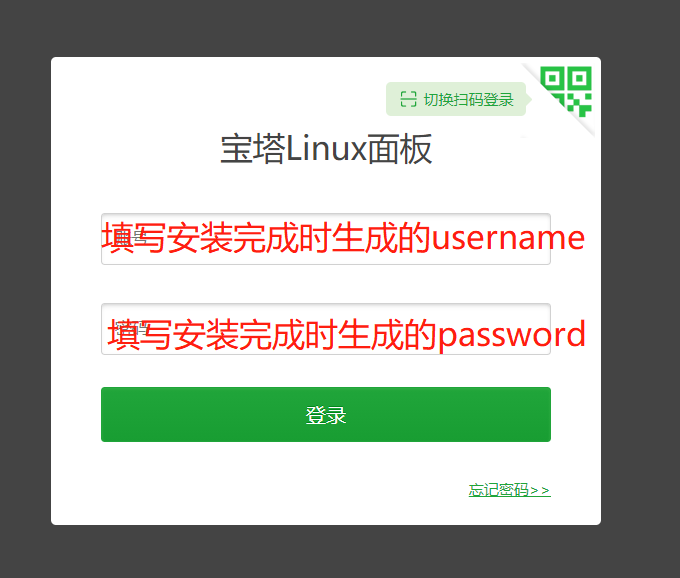 切换扫码登录
宝塔Linux面板
填写安装完成时生成的username
填写安装完成时生成的password
登录
忘记密码>>